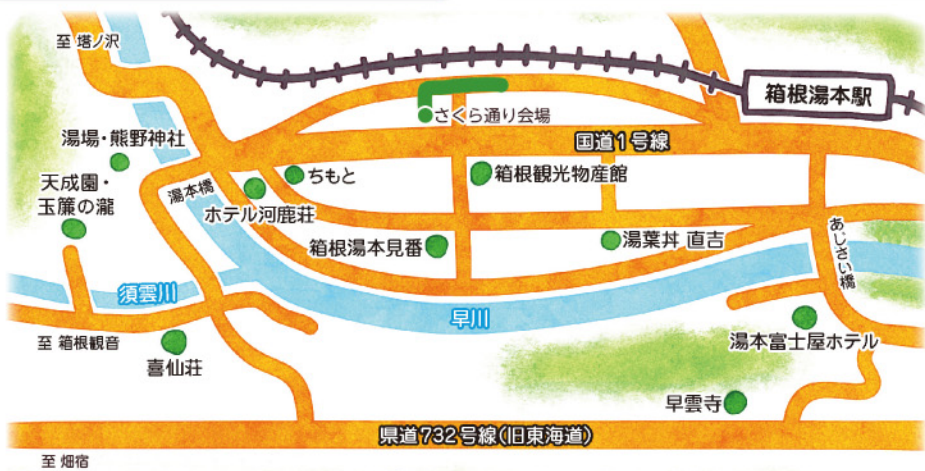 至 塔ノ沢
箱根湯本駅
さくら通り会場
国道1号線
湯場・熊野神社
ちもと
箱根観光物産館
天成園・
玉簾の瀧
湯本橋
ホテル河鹿荘
箱根湯本見番
湯葉丼 直吉
あじさい橋
須雲川
早川
至 箱根観音
喜仙荘
湯本富士屋ホテル
早雲寺
県道732号線(旧東海道)
至 畑宿